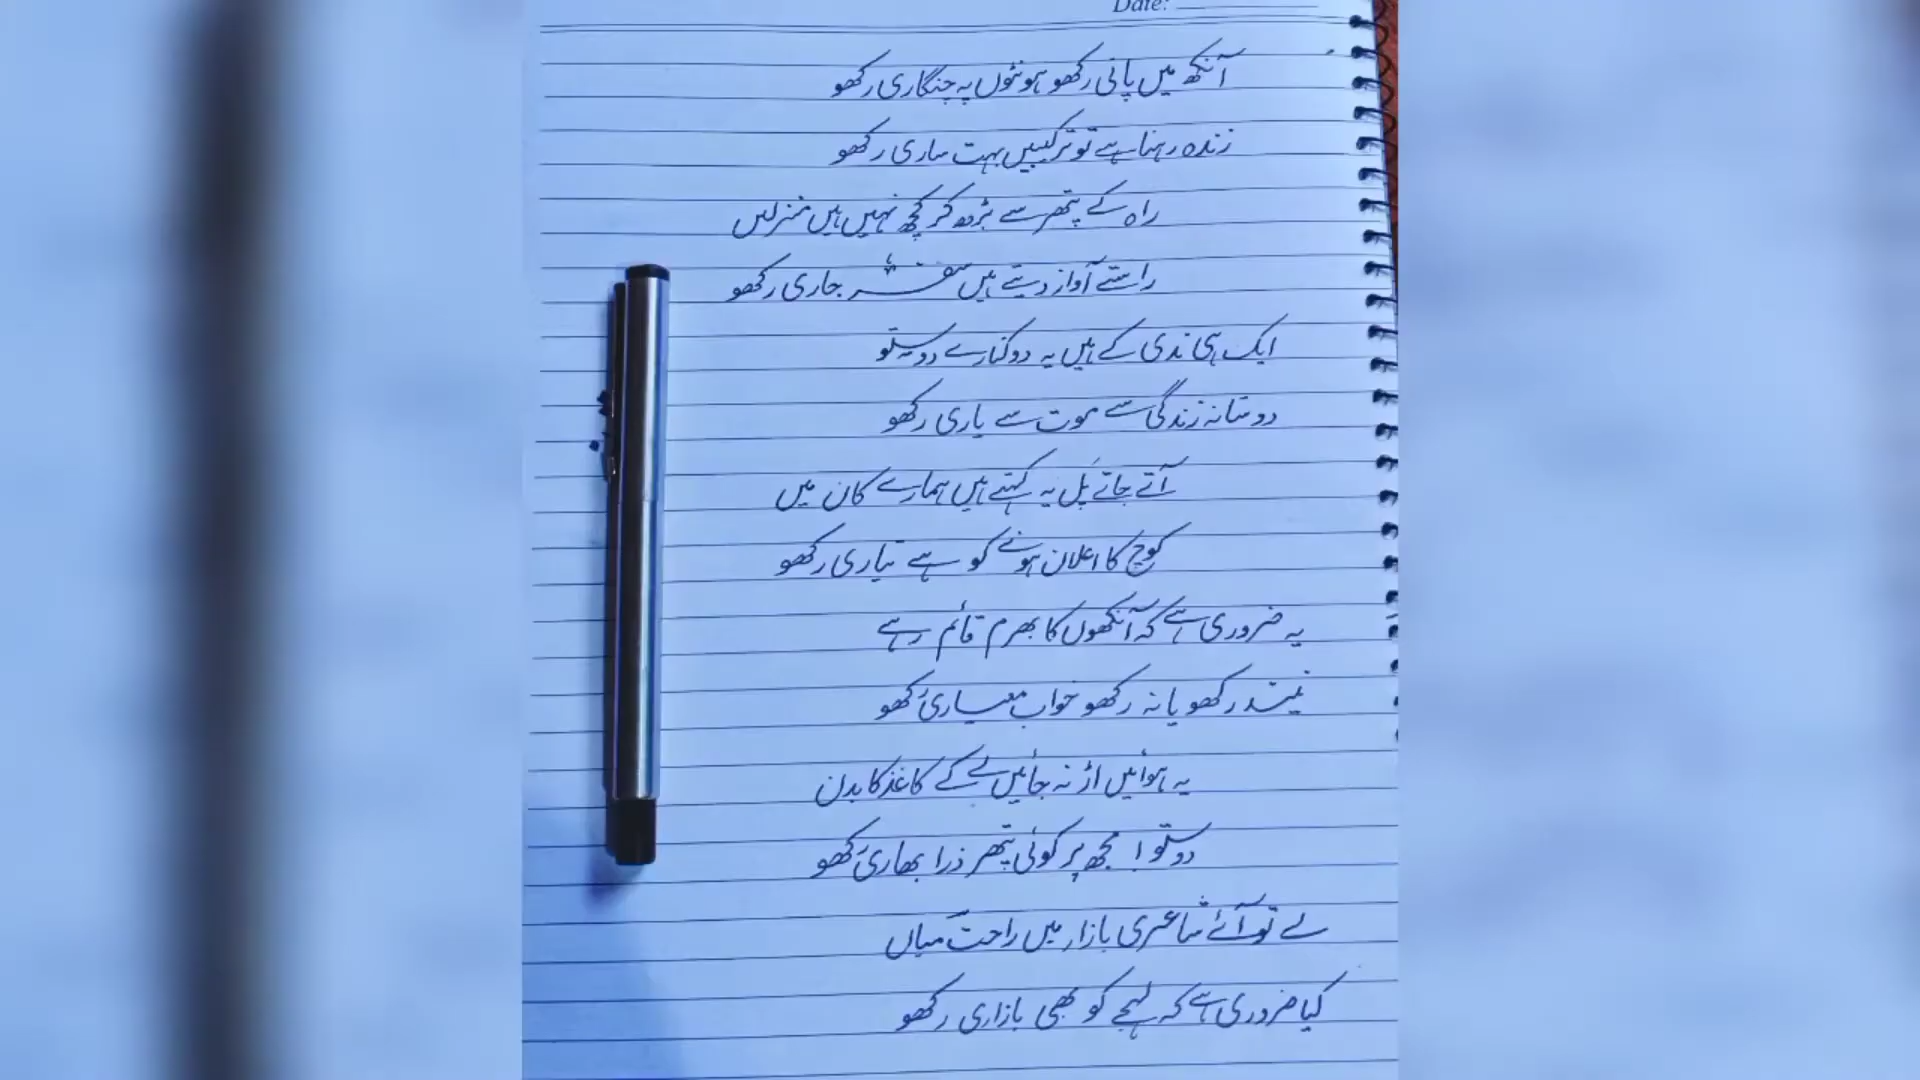 Date:
آنکھ میں پانی رکھو ہونٹوں پہ چنگاری رکھو
زندہ رہنا ہے تو ترکیبیں بہت ساری رکھو
راہ کے پتھر سے بڑھ کر کچھ نہیں ہیں منزلیں
راستے آواز دیتے ہیں سفر جاری رکھو
ایک ہی ندی کے ہیں یہ دو کنارے دوستو
دوستانہ زندگی سے موت سے یاری رکھو
آتے جاتے پَل یہ کہتے ہیں ہمارے کان میں
کوچ کا اعلان ہونے کو ہے تیاری رکھو
یہ ضروری ہے کہ آنکھوں کا بھرم قائم رہے
نیند رکھو یا نہ رکھو خواب معیاری رکھو
یہ ہوائیں اڑ نہ جائیں لے کے کاغذ کا بدن
دوستو! مجھ پر کوئی پتھر ذرا بھاری رکھو
لے تو آئے شاعری بازار میں راحت میاں
کیا ضروری ہے کہ لہجے کو بھی بازاری رکھو